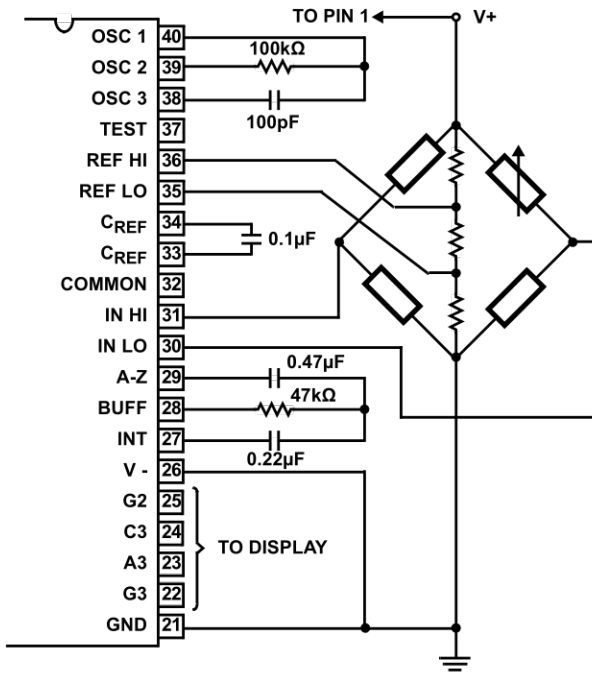 TO PIN 1
V+
OSC 1 40
100kΩ
OSC 2 39
OSC 3 38
100pF
TEST 37
REF HI 36
REF LO 35
CREF 34
0.1µF
CREF 33
COMMON 32
IN HI 31
IN LO 30
0.47µF
A-Z 29
47kΩ
BUFF 28
INT 27
0.22µF
V - 26
G2 25
C3 24
TO DISPLAY
A3 23
G3 22
GND 21